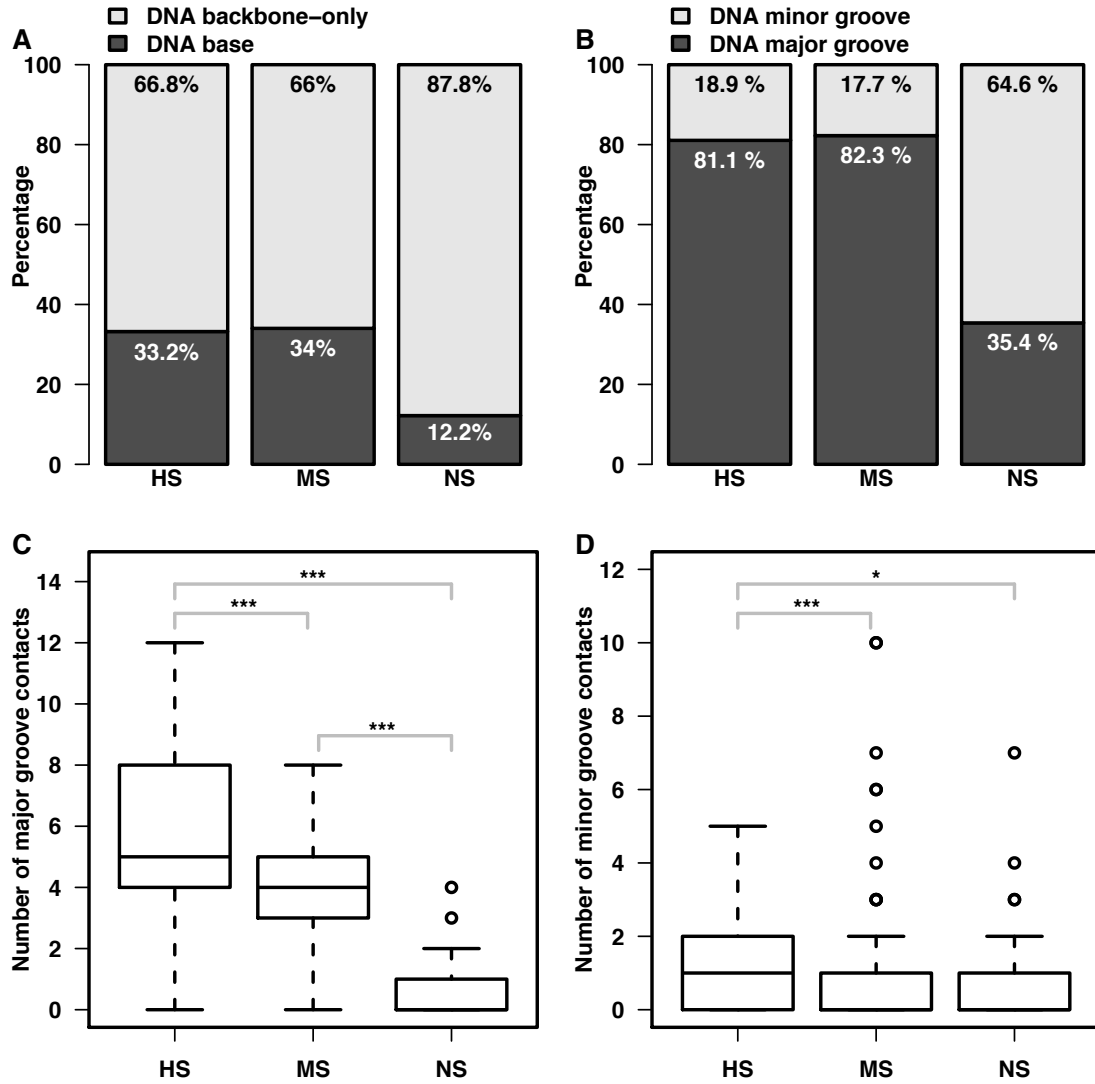 A
DNA backbone–only
DNA base
Percentage
100
80
60
40
20
0
66.8%
66%
87.8%
33.2%
34%
12.2%
HS
MS
NS
B
DNA minor groove
DNA major groove
Percentage
100
80
60
40
20
0
18.9 %
17.7 %
64.6 %
81.1 %
82.3 %
35.4 %
HS
MS
NS
C
Number of major groove contacts
14
12
10
8
6
4
2
0
***
***
***
HS
MS
NS
D
Number of minor groove contacts
12
10
8
6
4
2
0
*
***
HS
MS
NS